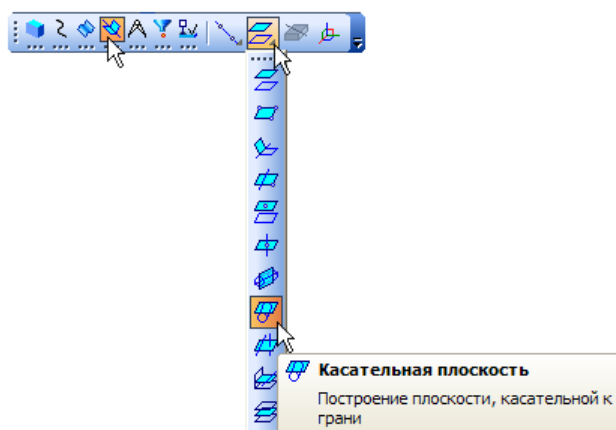 Касательная плоскость
Построение плоскости, касательной к
грани